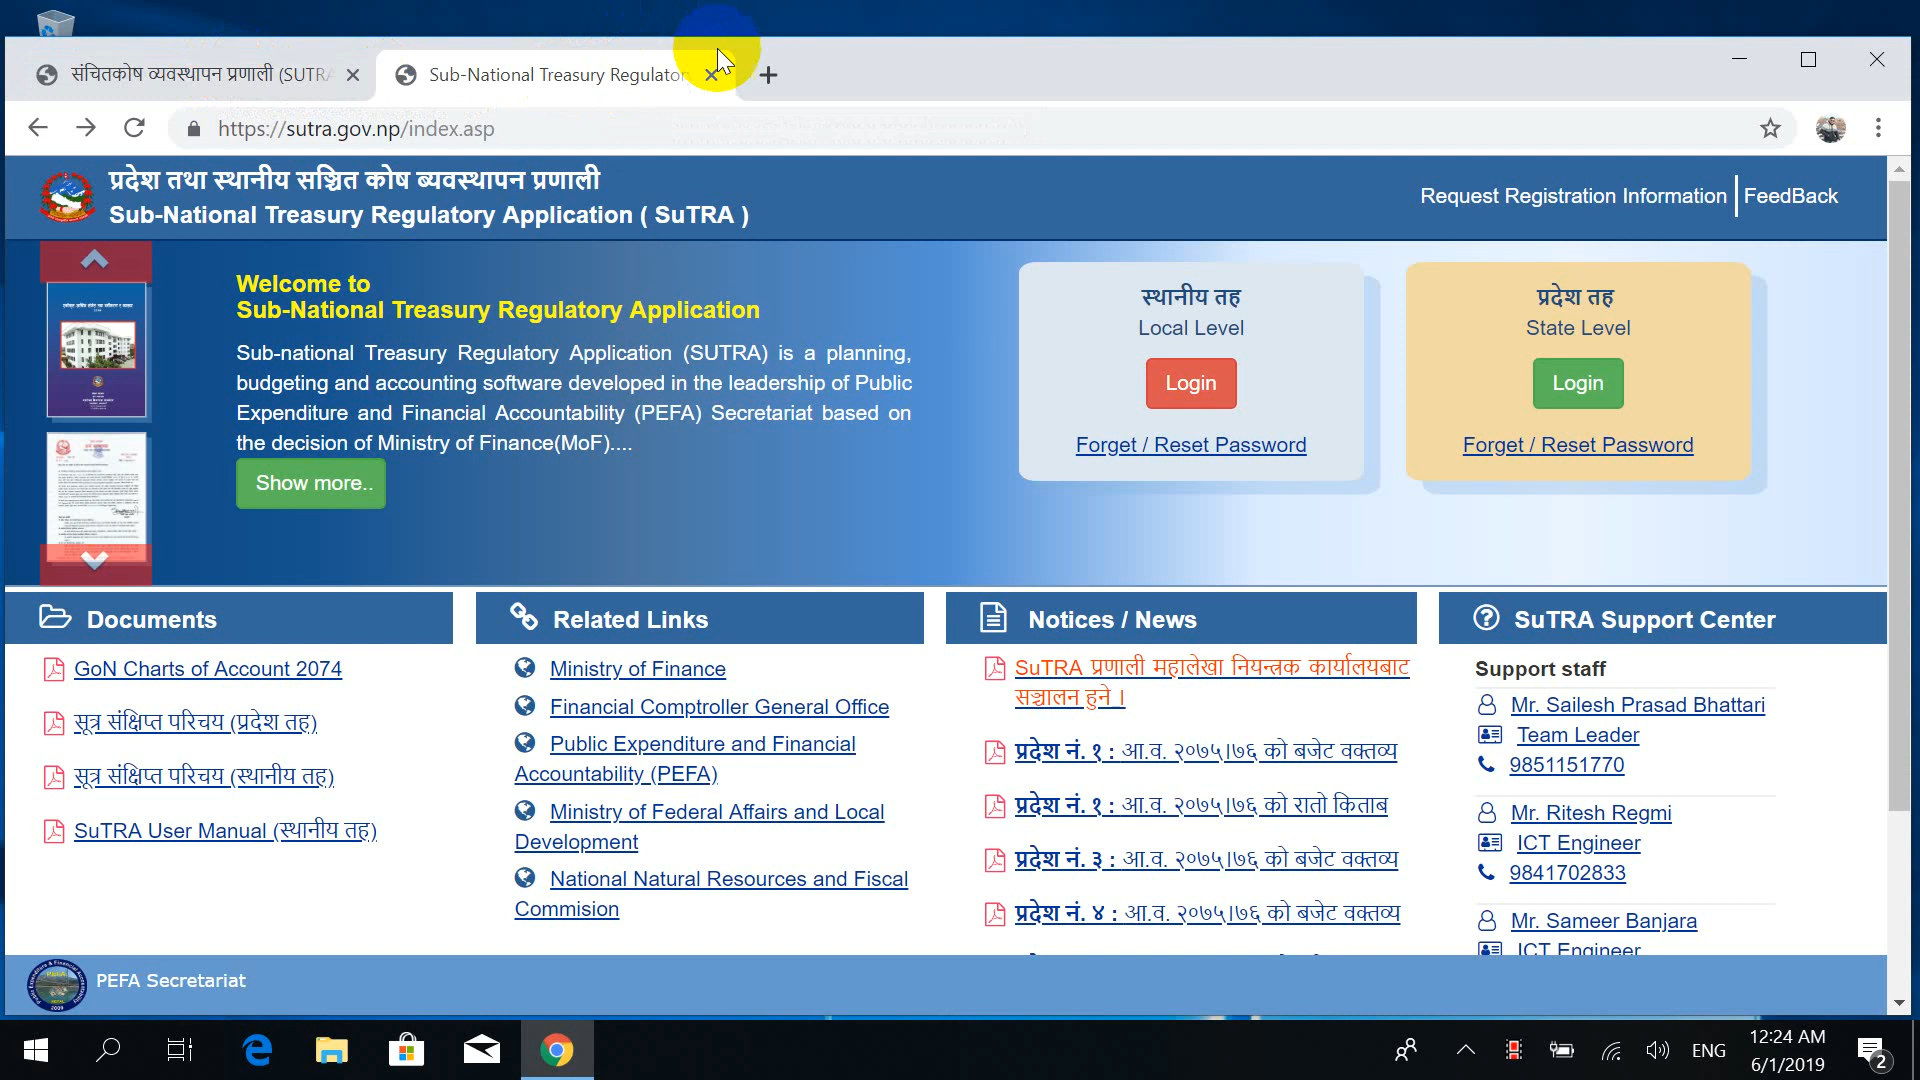 संचितकोष व्यवस्थापन प्रणाली (SUTRA
Sub-National Treasury Regulator
https://sutra.gov.np/index.asp
प्रदेश तथा स्थानीय सञ्चित कोष ब्यवस्थापन प्रणाली
Sub-National Treasury Regulatory Application ( SuTRA )
Request Registration Information
FeedBack
Welcome to
Sub-National Treasury Regulatory Application
Sub-national Treasury Regulatory Application (SUTRA) is a planning,
budgeting and accounting software developed in the leadership of Public
Expenditure and Financial Accountability (PEFA) Secretariat based on
the decision of Ministry of Finance(MoF)....
Show more..
स्थानीय तह
Local Level
Login
Forget / Reset Password
प्रदेश तह
State Level
Login
Forget / Reset Password
Documents
GoN Charts of Account 2074
सूत्र संक्षिप्त परिचय (प्रदेश तह)
सूत्र संक्षिप्त परिचय (स्थानीय तह)
SuTRA User Manual (स्थानीय तह)
Related Links
Ministry of Finance
Financial Comptroller General Office
Public Expenditure and Financial
Accountability (PEFA)
Ministry of Federal Affairs and Local
Development
National Natural Resources and Fiscal
Commision
Notices / News
SuTRA प्रणाली महालेखा नियन्त्रक कार्यालयबाट
सञ्चालन हुने ।
प्रदेश नं. १ : आ.व. २०७५।७६ को बजेट वक्तव्य
प्रदेश नं. १ : आ.व. २०७५।७६ को रातो किताब
प्रदेश नं. ३ : आ.व. २०७५।७६ को बजेट वक्तव्य
प्रदेश नं. ४ : आ.व. २०७५।७६ को बजेट वक्तव्य
SuTRA Support Center
Support staff
Mr. Sailesh Prasad Bhattari
Team Leader
9851151770
Mr. Ritesh Regmi
ICT Engineer
9841702833
Mr. Sameer Banjara
ICT Engineer
PEFA Secretariat
ENG
12:24 AM
6/1/2019
2